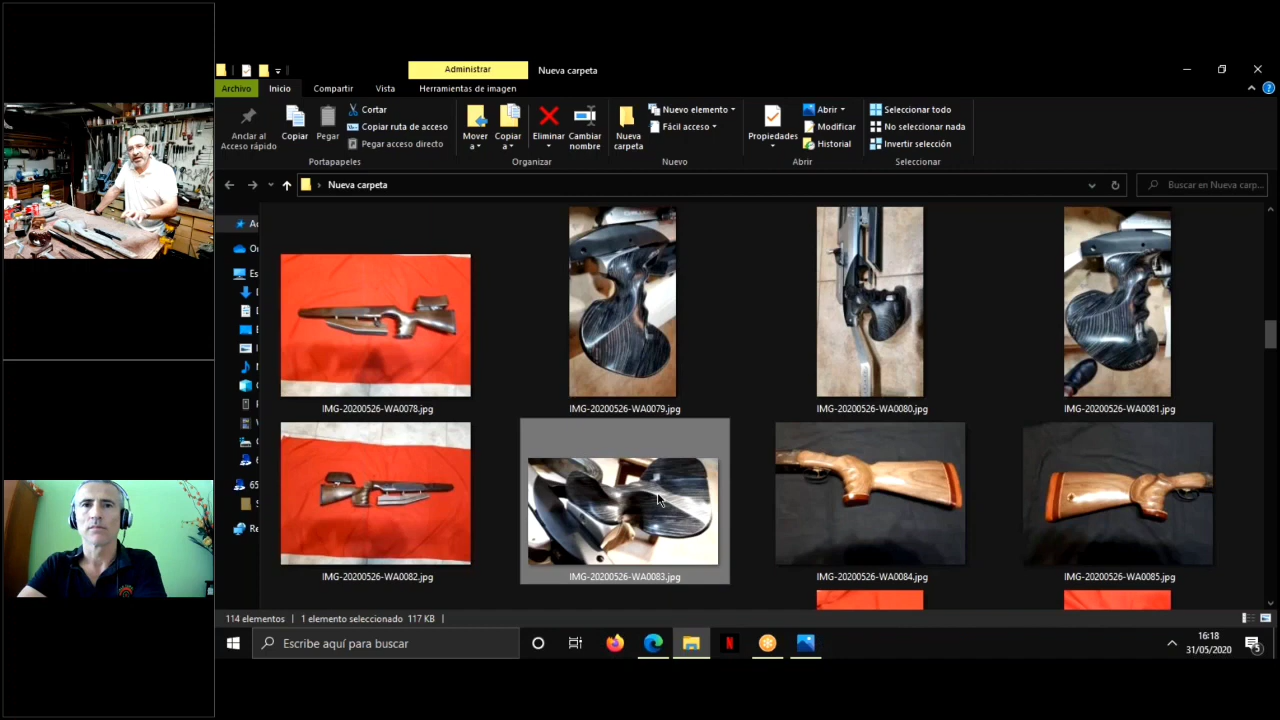 Administrar
Nueva carpeta
Archivo
Inicio
Compartir
Vista
Herramientas de imagen
Anclar al
Acceso rápido
Copiar
Pegar
Cortar
Copiar ruta de acceso
Pegar acceso directo
Portapapeles
Mover
a
Copiar
a
Eliminar
Cambiar
nombre
Organizar
Nueva
carpeta
Nuevo elemento
Fácil acceso
Nuevo
Propiedades
Abrir
Modificar
Historial
Abrir
Seleccionar todo
No seleccionar nada
Invertir selección
Seleccionar
Nueva carpeta
Buscar en Nueva carp...
IMG-20200526-WA0078.jpg
IMG-20200526-WA0079.jpg
IMG-20200526-WA0080.jpg
IMG-20200526-WA0081.jpg
IMG-20200526-WA0082.jpg
IMG-20200526-WA0083.jpg
IMG-20200526-WA0084.jpg
IMG-20200526-WA0085.jpg
114 elementos
1 elemento seleccionado 117 KB
Escribe aquí para buscar
N
16:18
31/05/2020
5